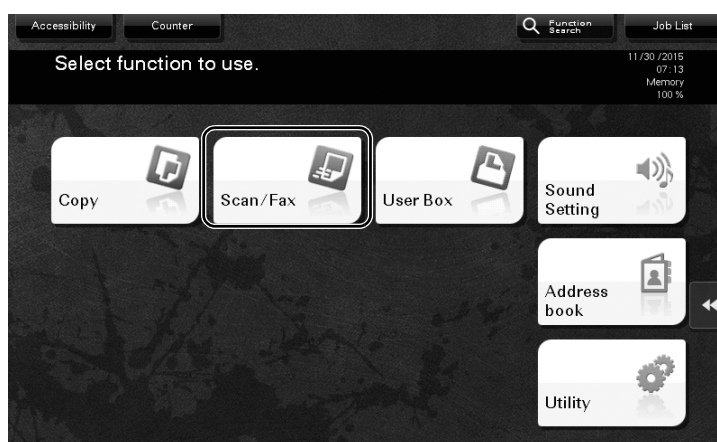 Accessibility
Counter
Function
Search
Job List
Select function to use.
11/30 /2015
07:13
Memory
100 %
Copy
Scan/Fax
User Box
Sound
Setting
Address
book
Utility